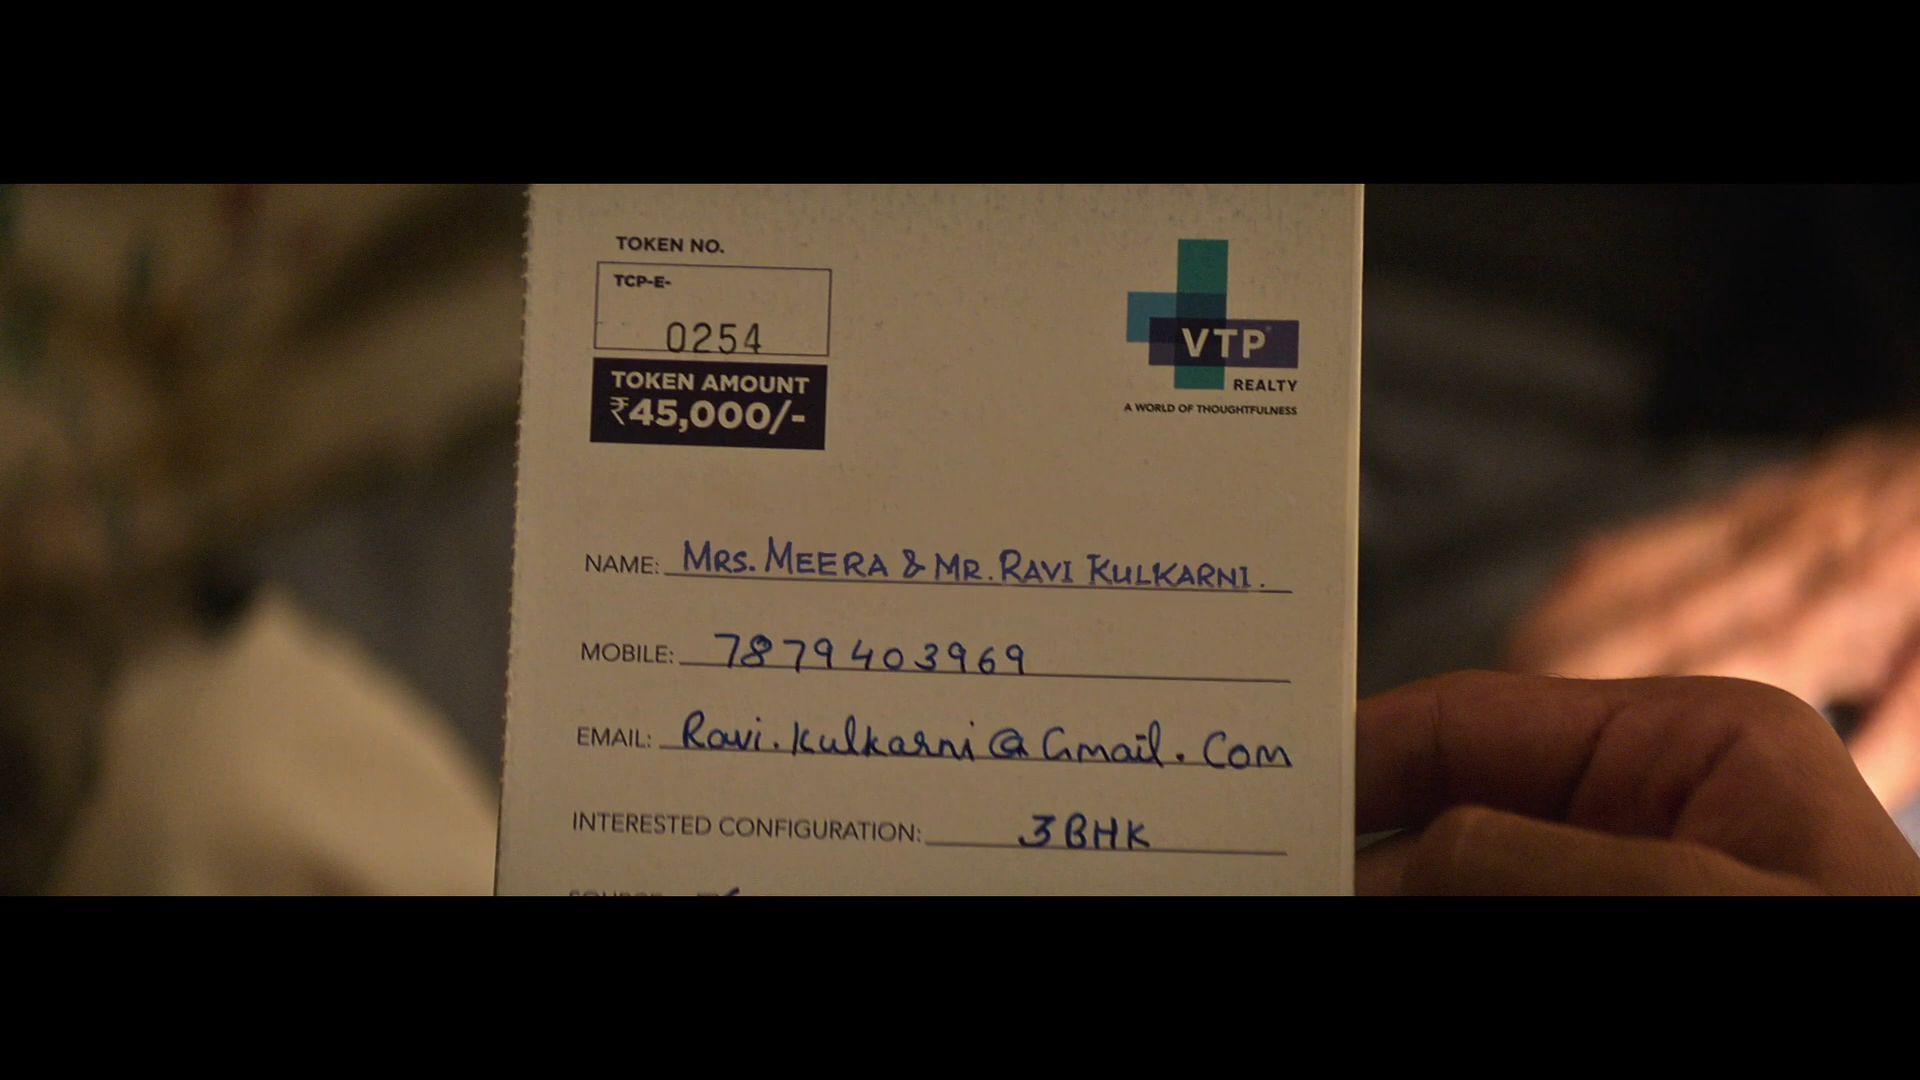 TOKEN NO.
TCP-E-
0254
TOKEN AMOUNT
₹45,000/-
VTP®
REALTY
A WORLD OF THOUGHTFULNESS
NAME: MRS. MEERA & MR. RAVI KULKARNI.
MOBILE: 7879403969
EMAIL: Ravi.kulkarni@Gmail.Com
INTERESTED CONFIGURATION: 3BHK